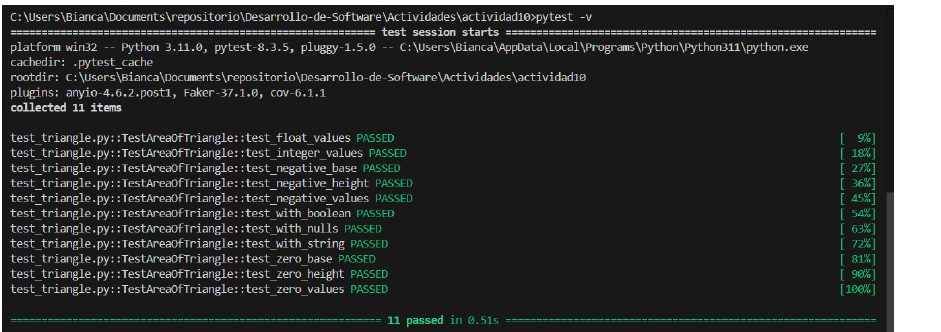 C:\Users\Bianca\Documents\repositorio\Desarrollo-de-Software\Actividades\actividad10>pytest -v
================================================== test session starts ===================================================
platform win32 -- Python 3.11.0, pytest-8.3.5, pluggy-1.5.0 -- C:\Users\Bianca\AppData\Local\Programs\Python\Python311\python.exe
cachedir: .pytest_cache
rootdir: C:\Users\Bianca\Documents\repositorio\Desarrollo-de-Software\Actividades\actividad10
plugins: anyio-4.6.2.post1, Faker-37.1.0, cov-6.1.1
collected 11 items
test_triangle.py::TestAreaOfTriangle::test_float_values PASSED [ 9%]
test_triangle.py::TestAreaOfTriangle::test_integer_values PASSED [ 18%]
test_triangle.py::TestAreaOfTriangle::test_negative_base PASSED [ 27%]
test_triangle.py::TestAreaOfTriangle::test_negative_height PASSED [ 36%]
test_triangle.py::TestAreaOfTriangle::test_negative_values PASSED [ 45%]
test_triangle.py::TestAreaOfTriangle::test_with_boolean PASSED [ 54%]
test_triangle.py::TestAreaOfTriangle::test_with_nulls PASSED [ 63%]
test_triangle.py::TestAreaOfTriangle::test_with_string PASSED [ 72%]
test_triangle.py::TestAreaOfTriangle::test_zero_base PASSED [ 81%]
test_triangle.py::TestAreaOfTriangle::test_zero_height PASSED [ 90%]
test_triangle.py::TestAreaOfTriangle::test_zero_values PASSED [100%]
=================================================== 11 passed in 0.51s ===================================================